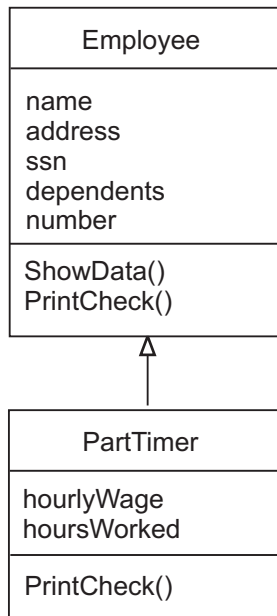 Employee
name
address
ssn
dependents
number
ShowData()
PrintCheck()
PartTimer
hourlyWage
hoursWorked
PrintCheck()